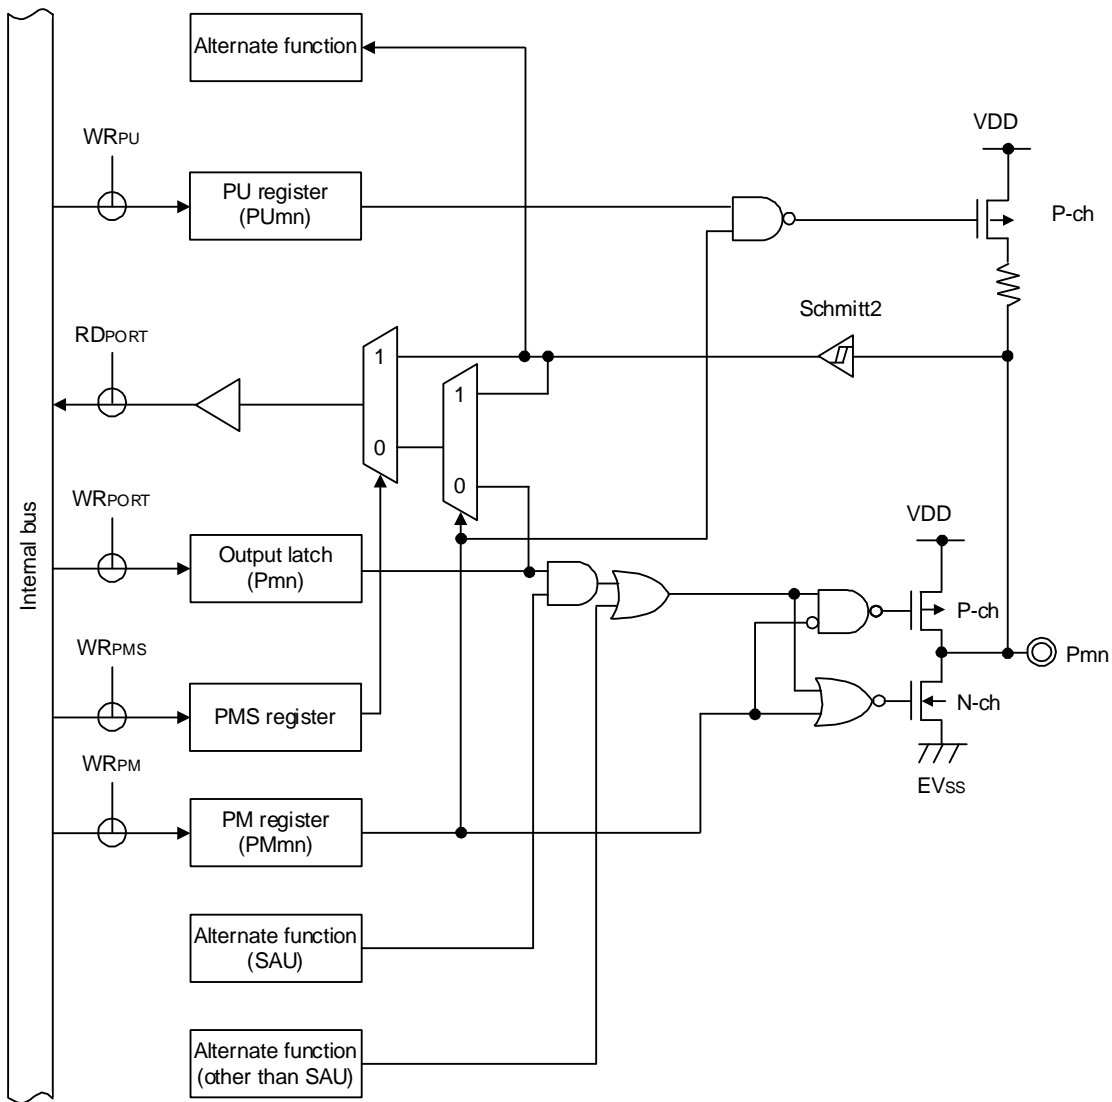 Alternate function
WRPU
VDD
PU register
(PUmn)
P-ch
Schmitt2
RDPORT
1
1
0
0
WRPORT
VDD
Output latch
(Pmn)
P-ch
Internal bus
WRPMS
Pmn
PMS register
N-ch
WRPM
EVSS
PM register
(PMmn)
Alternate function
(SAU)
Alternate function
(other than SAU)